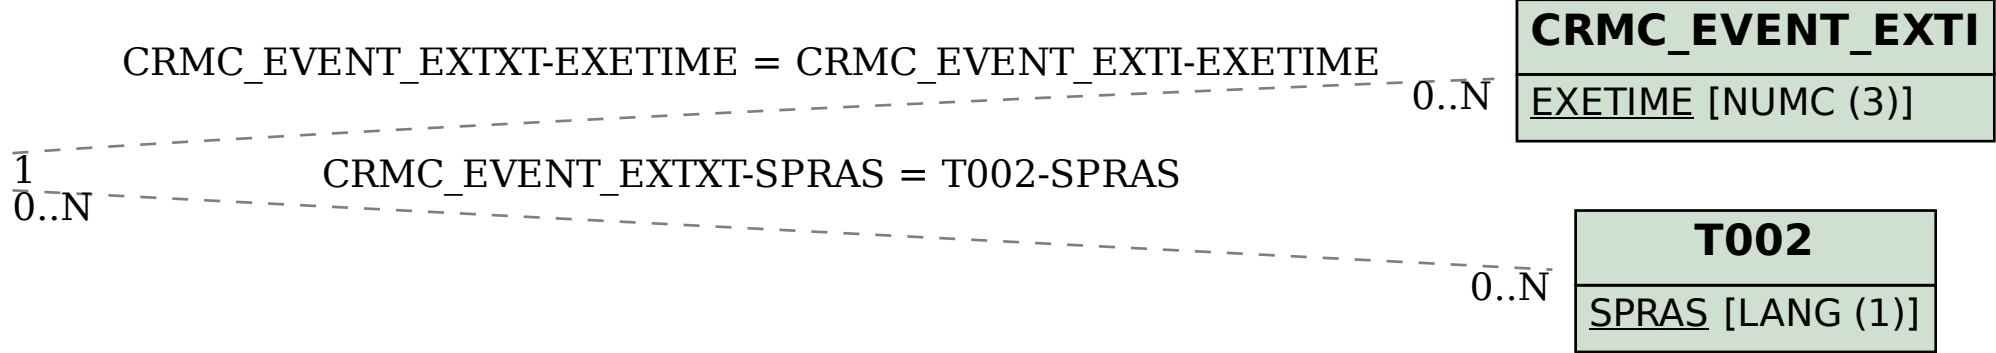 CRMC_EVENT_EXTI
CRMC_EVENT_EXTXT-EXETIME = CRMC_EVENT_EXTI-EXETIME
0..N
EXETIME [NUMC (3)]
1
CRMC_EVENT_EXTXT-SPRAS = T002-SPRAS
0..N
T002
0..N
SPRAS [LANG (1)]